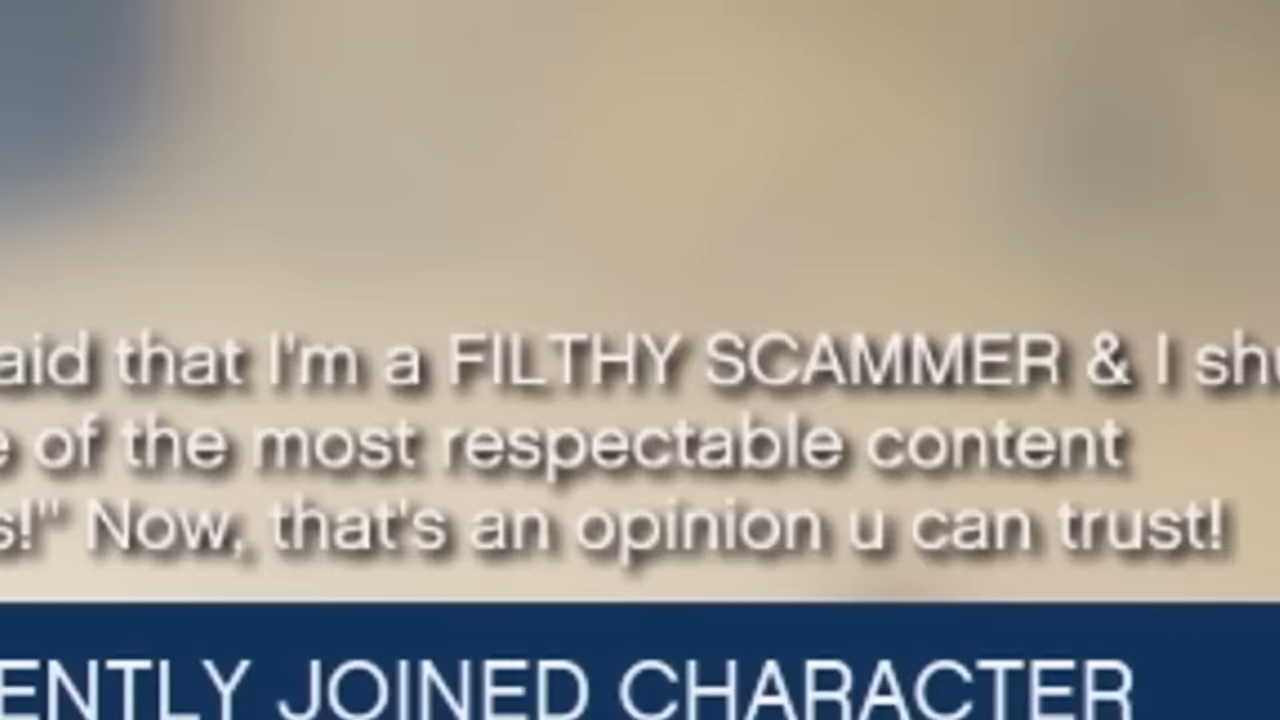 aid that I'm a FILTHY SCAMMER & I shu
e of the most respectable content
s!" Now, that's an opinion u can trust!
ENTLY JOINED CHARACTER